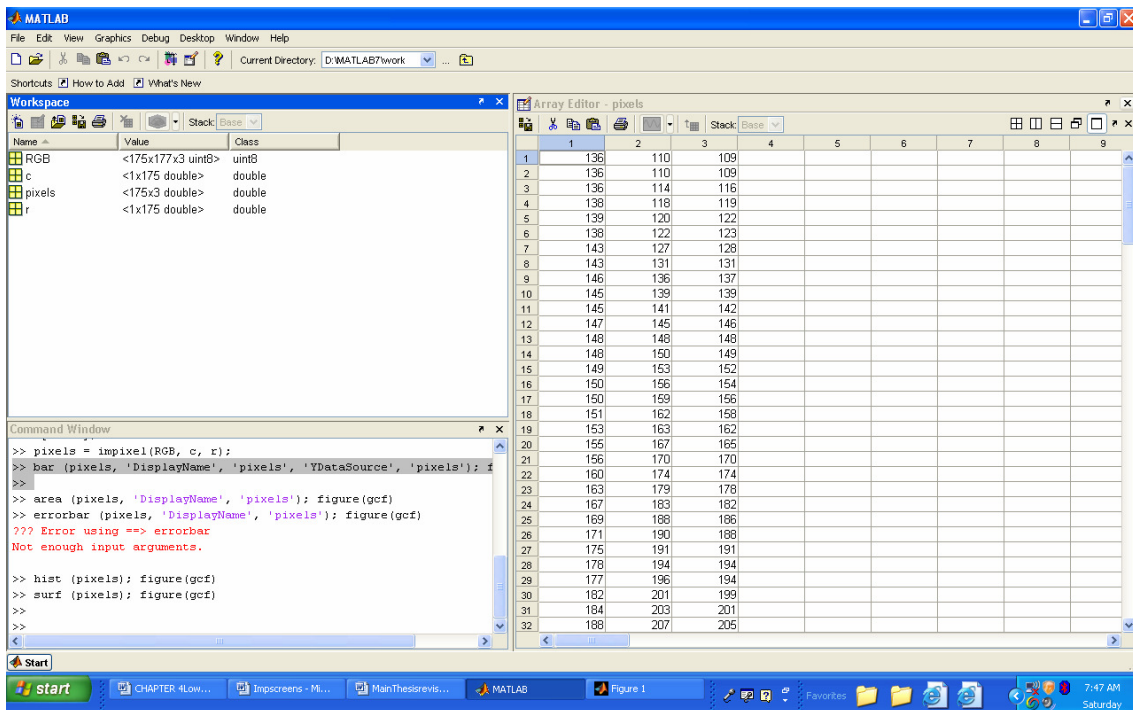 MATLAB
File Edit View Graphics Debug Desktop Window Help
Current Directory: D:\MATLAB7\work ...
Shortcuts How to Add What's New
Workspace
Stack: Base
Name Value Class
RGB <175x177x3 uint8> uint8
c <1x175 double> double
pixels <175x3 double> double
r <1x175 double> double
Command Window
>> pixels = impixel(RGB, c, r);
>> bar (pixels, 'DisplayName', 'pixels', 'YDataSource', 'pixels'); f
>>
>> area (pixels, 'DisplayName', 'pixels'); figure(gcf)
>> errorbar (pixels, 'DisplayName', 'pixels'); figure(gcf)
??? Error using ==> errorbar
Not enough input arguments.
>> hist (pixels); figure(gcf)
>> surf (pixels); figure(gcf)
>>
>>
Array Editor - pixels
Stack: Base
1 2 3 4 5 6 7 8 9
1 136 110 109
2 136 110 109
3 136 114 116
4 138 118 119
5 139 120 122
6 138 122 123
7 143 127 128
8 143 131 131
9 146 136 137
10 145 139 139
11 145 141 142
12 147 145 146
13 148 148 148
14 148 150 149
15 149 153 152
16 150 156 154
17 150 159 156
18 151 162 158
19 153 163 162
20 155 167 165
21 156 170 170
22 160 174 174
23 163 179 178
24 167 183 182
25 169 188 186
26 171 190 188
27 175 191 191
28 178 194 194
29 177 196 194
30 182 201 199
31 184 203 201
32 188 207 205
Start
start CHAPTER 4Low... Impscreens - Mi... MainThesisrevis... MATLAB Figure 1 Favorites 7:47 AM
Saturday